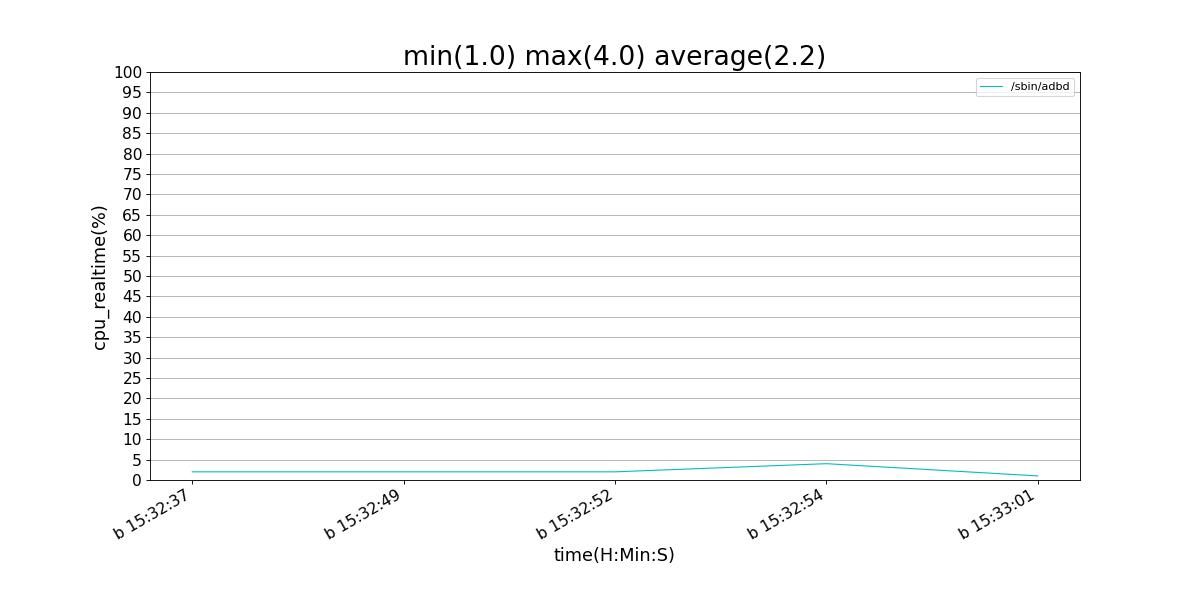 min(1.0) max(4.0) average(2.2)
/sbin/adbd
cpu_realtime(%)
100
95
90
85
80
75
70
65
60
55
50
45
40
35
30
25
20
15
10
5
0
b 15:32:37
b 15:32:49
b 15:32:52
b 15:32:54
b 15:33:01
time(H:Min:S)